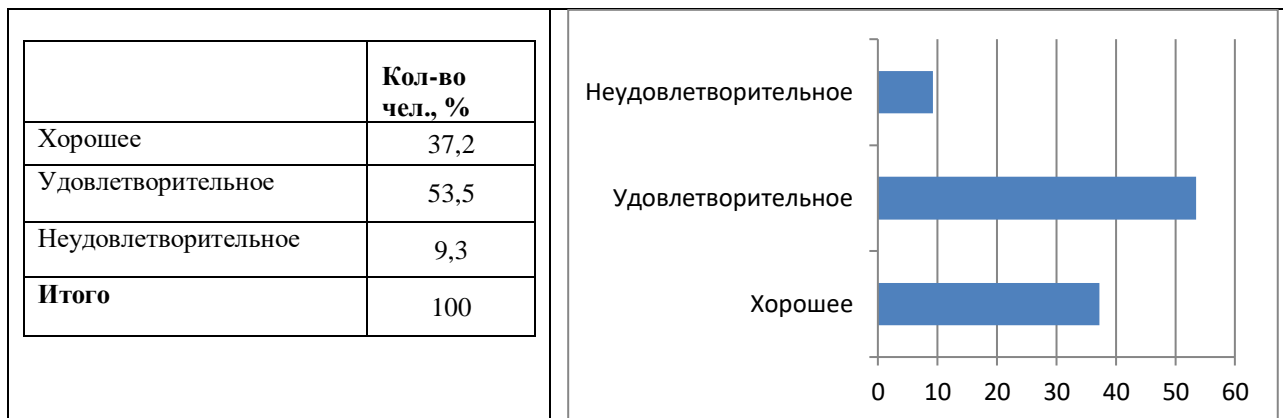 Кол-во
чел., %
Хорошее 37,2
Удовлетворительное 53,5
Неудовлетворительное 9,3
Итого 100
Неудовлетворительное
Удовлетворительное
Хорошее
0 10 20 30 40 50 60